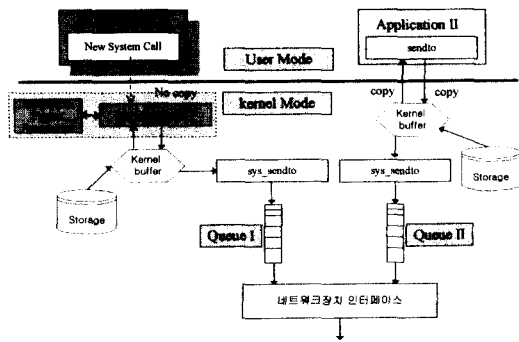 New System Call
Application II
sendto
User Mode
No copy
kernel Mode
copy
copy
Kernel
buffer
Kernel
buffer
Storage
sys_sendto
sys_sendto
Storage
Queue I
Queue II
네트워크장치 인터페이스